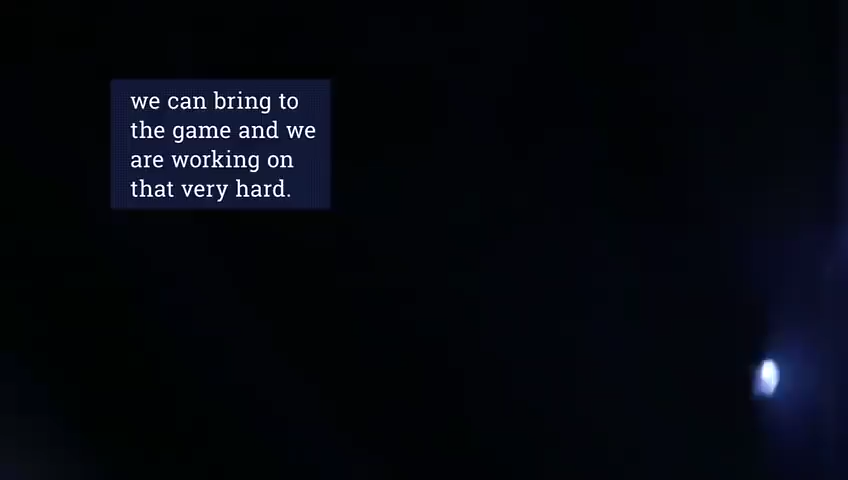 we can bring to
the game and we
are working on
that very hard.